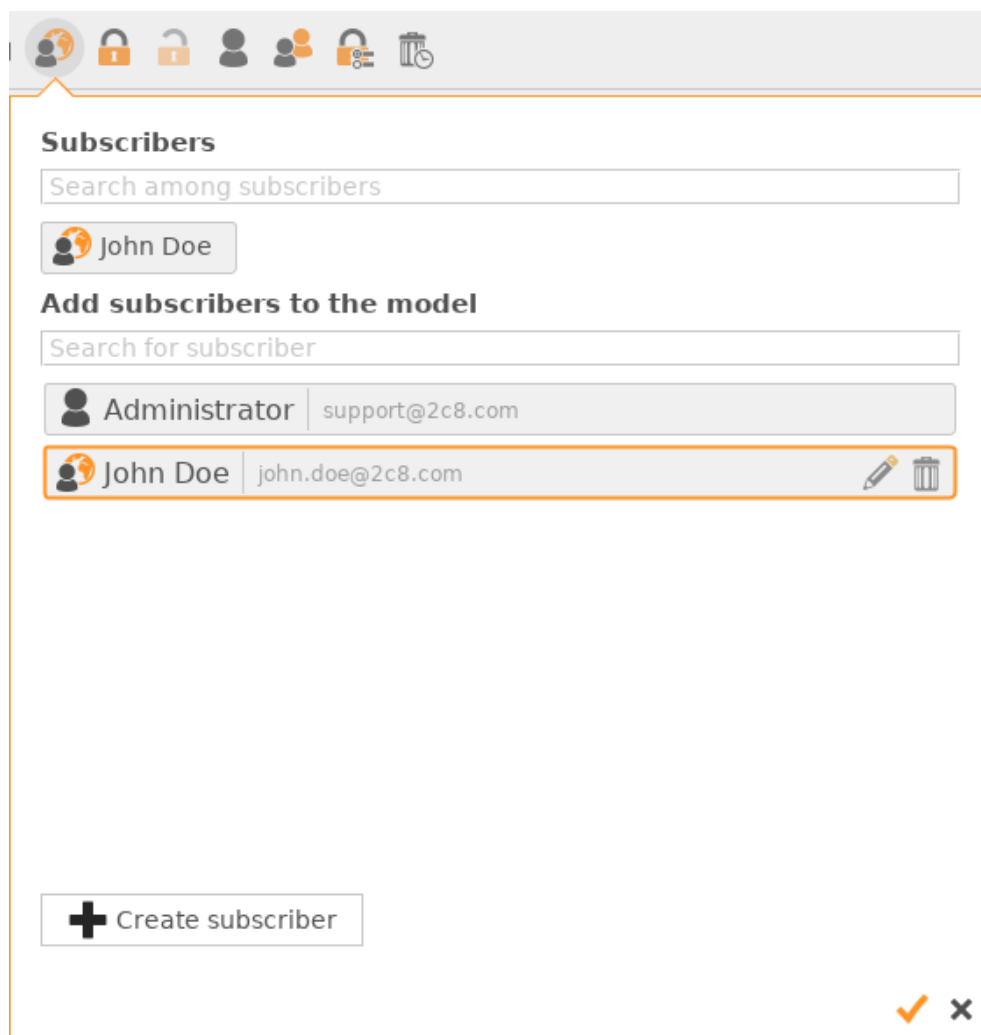 Subscribers
Search among subscribers
John Doe
Add subscribers to the model
Search for subscriber
Administrator support@2c8.com
John Doe john.doe@2c8.com
Create subscriber